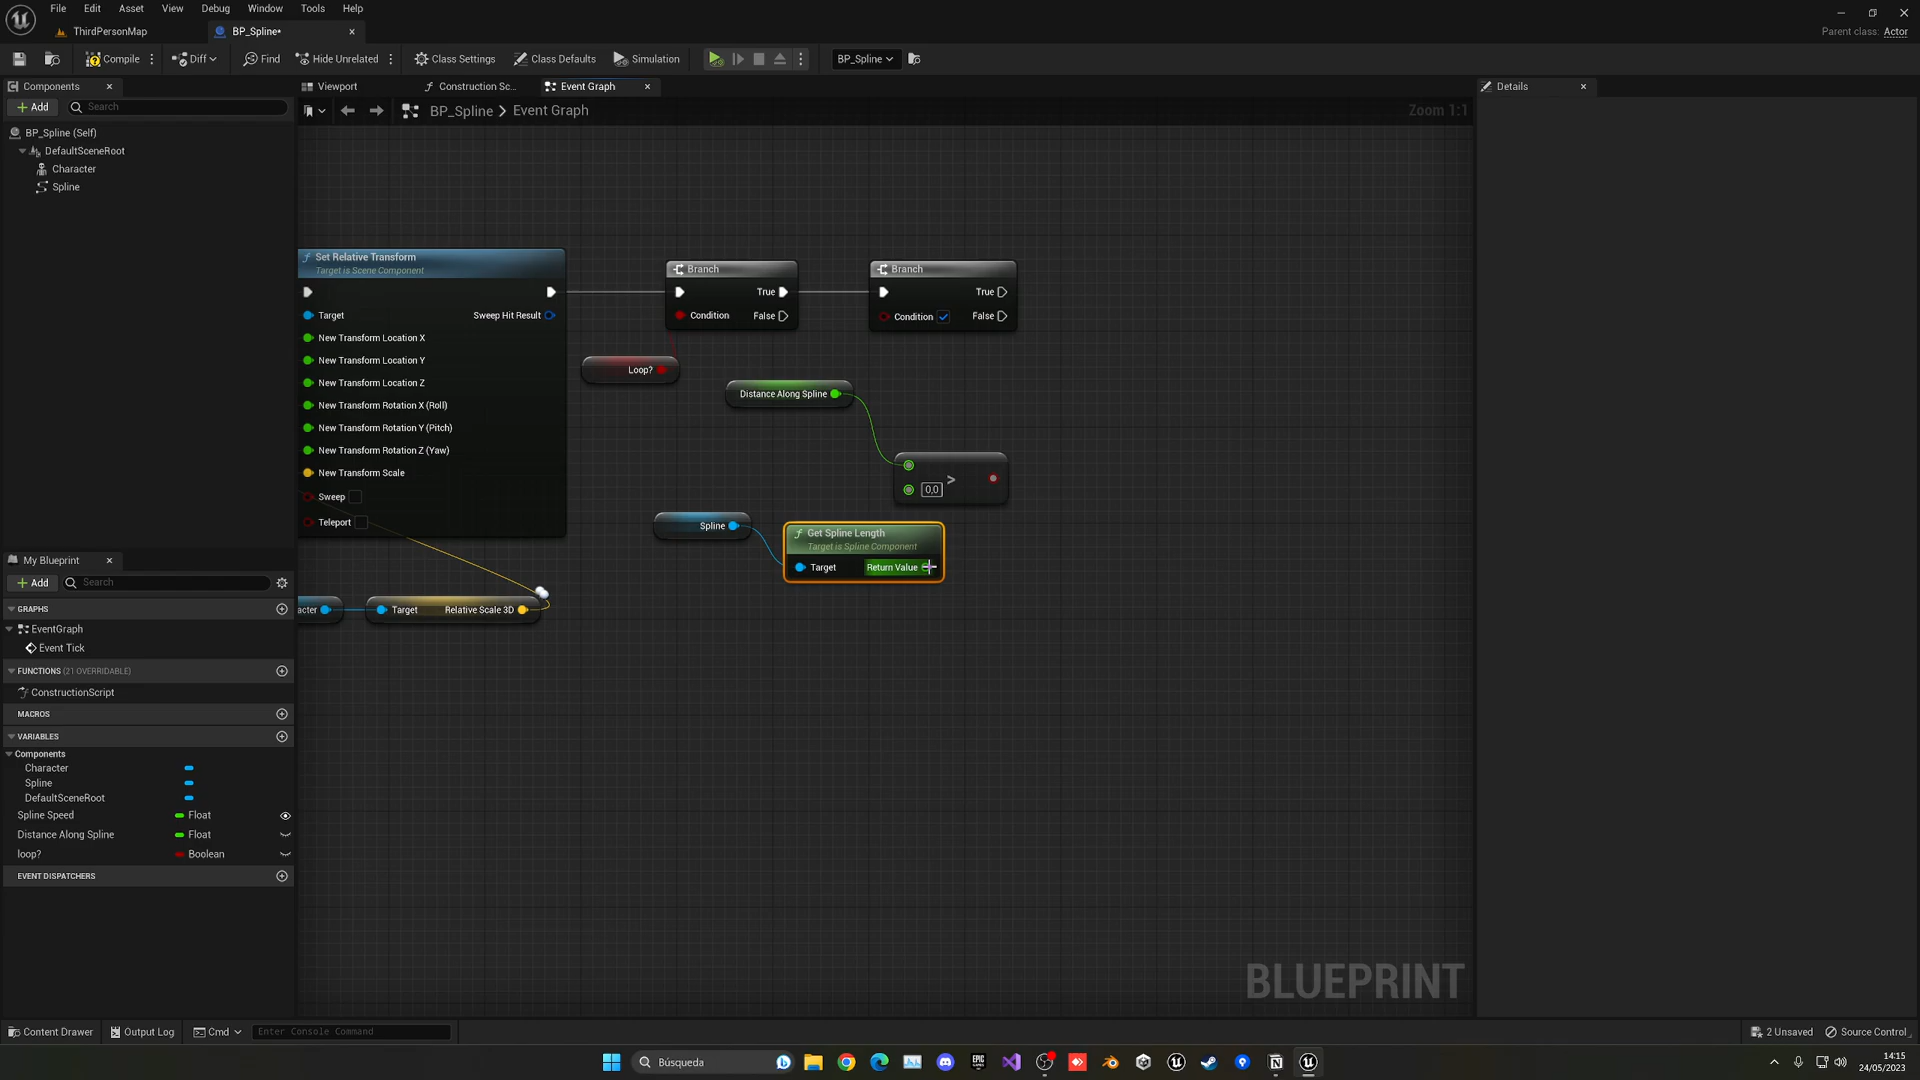 File Edit Asset View Debug Window Tools Help
ThirdPersonMap
BP_Spline*
Parent class: Actor
Compile
Diff
Find
Hide Unrelated
Class Settings
Class Defaults
Simulation
BP_Spline
Components
Viewport
Construction Sc...
Event Graph
Details
Add
Search
BP_Spline > Event Graph
Zoom 1:1
BP_Spline (Self)
DefaultSceneRoot
Character
Spline
Set Relative Transform
Target is Scene Component
Target
Sweep Hit Result
New Transform Location X
New Transform Location Y
New Transform Location Z
New Transform Rotation X (Roll)
New Transform Rotation Y (Pitch)
New Transform Rotation Z (Yaw)
New Transform Scale
Sweep
Teleport
Branch
True
Condition
False
Branch
True
Condition
False
Loop?
Distance Along Spline
0,0
>
Spline
Get Spline Length
Target is Spline Component
Target
Return Value
acter
Target
Relative Scale 3D
My Blueprint
Add
Search
GRAPHS
EventGraph
Event Tick
FUNCTIONS (21 OVERRIDABLE)
ConstructionScript
MACROS
VARIABLES
Components
Character
Spline
DefaultSceneRoot
Spline Speed Float
Distance Along Spline Float
loop? Boolean
EVENT DISPATCHERS
BLUEPRINT
Content Drawer
Output Log
Cmd
Enter Console Command
2 Unsaved
Source Control
Búsqueda
14:15
24/05/2023